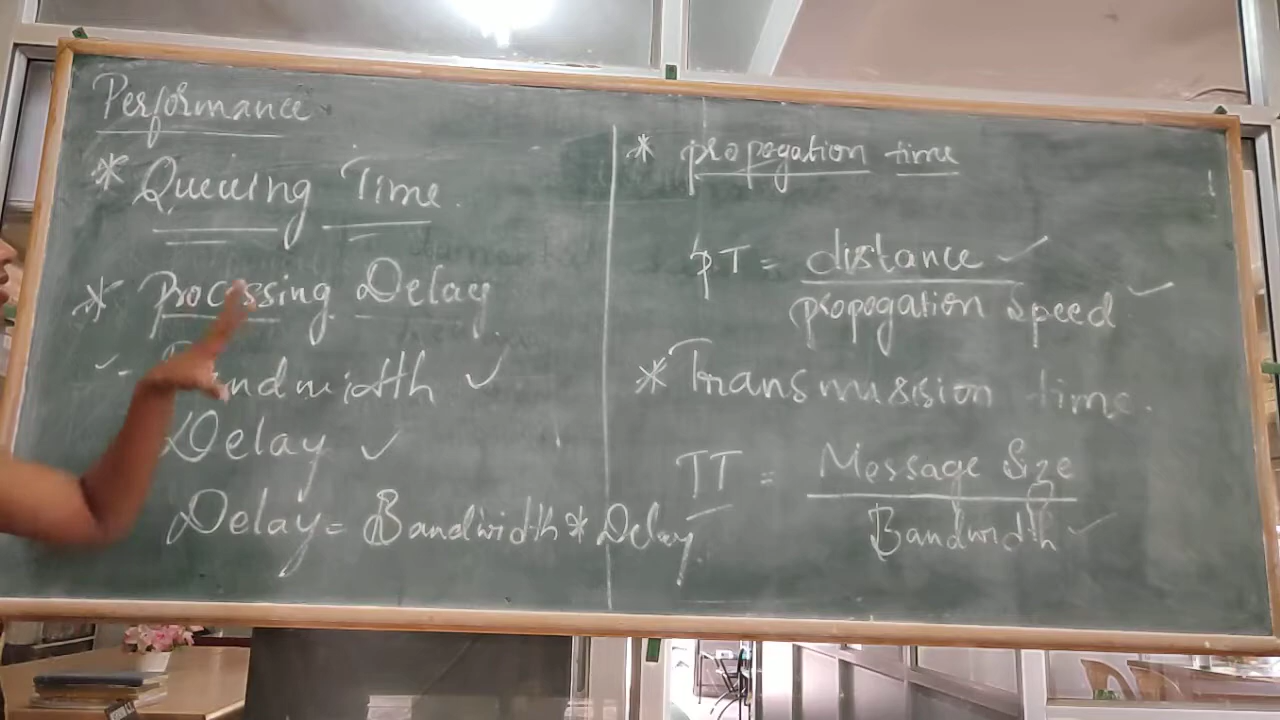 Performance
* Queuing Time.
* Processing Delay
✓ - Bandwidth ✓
Delay ✓
Delay = Bandwidth * Delay
* propogation time
PT = distance ✓
propogation speed ✓
* Transmission time.
TT = Message Size
Bandwidth ✓